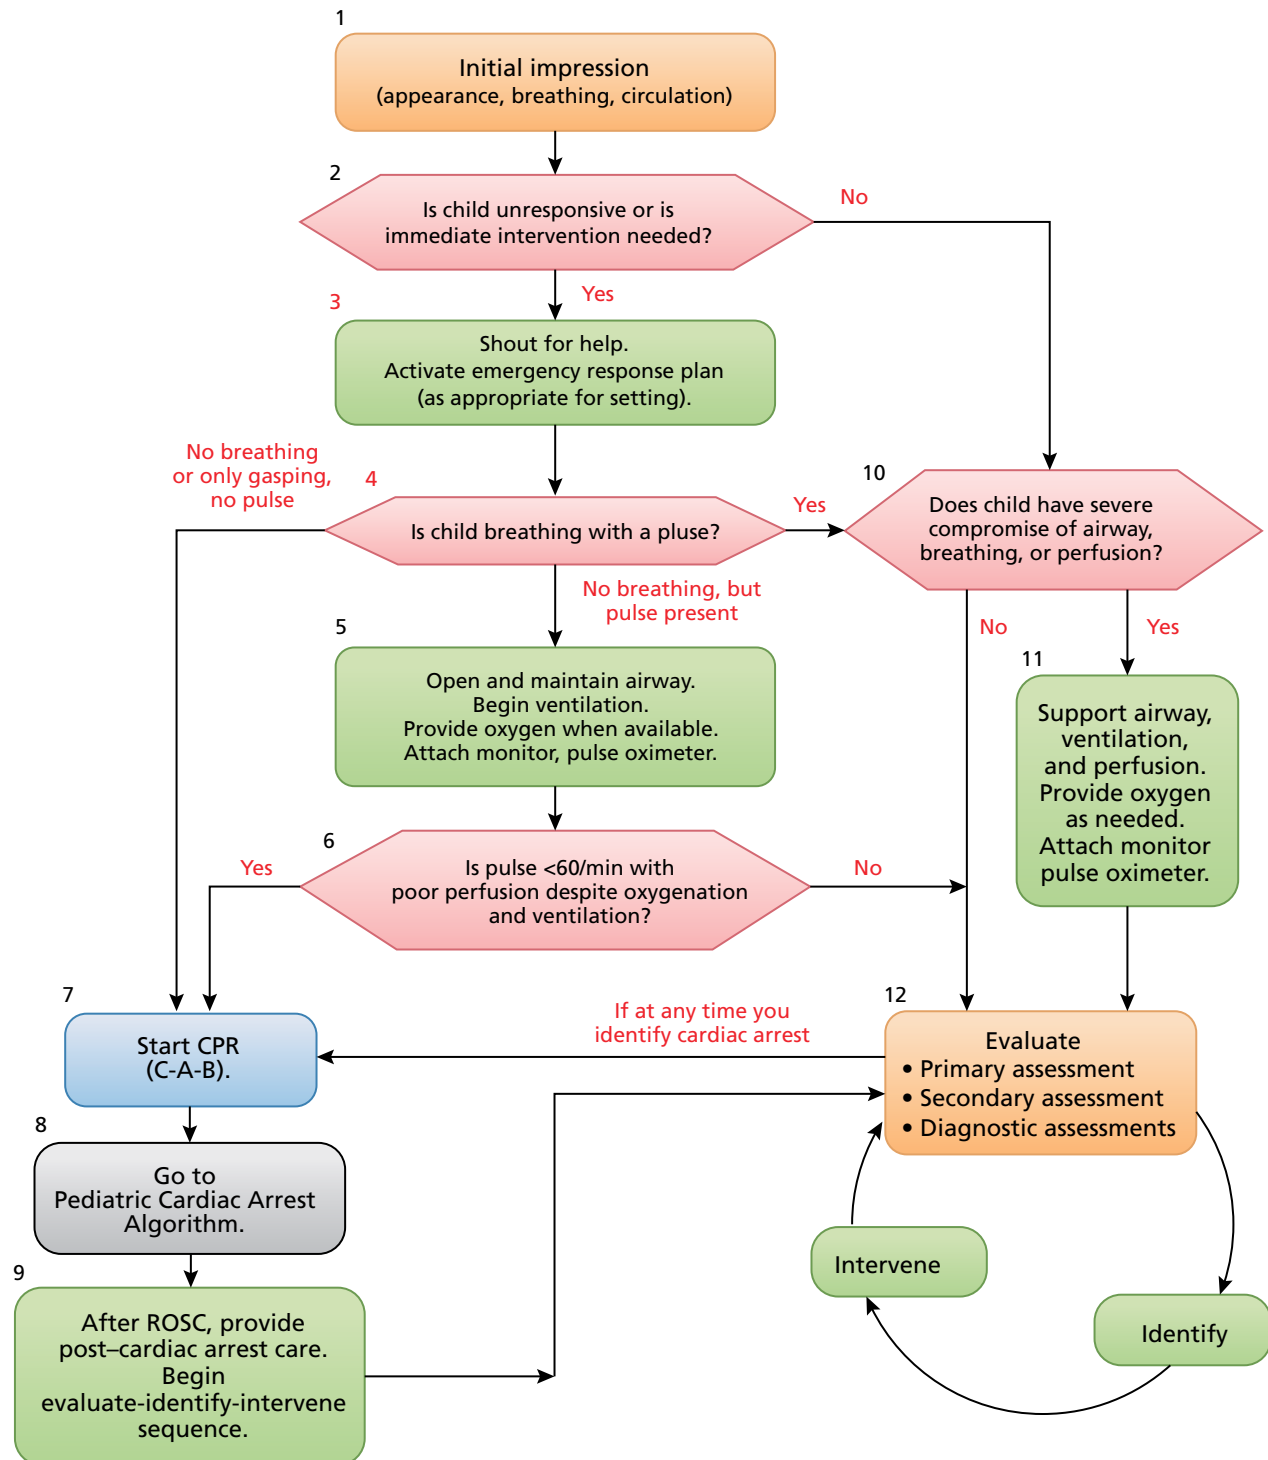 1
Initial impression
(appearance, breathing, circulation)
2
Is child unresponsive or is
immediate intervention needed?
No
Yes
3
Shout for help.
Activate emergency response plan
(as appropriate for setting).
No breathing
or only gasping,
no pulse
4
Is child breathing with a pluse?
Yes
10
Does child have severe
compromise of airway,
breathing, or perfusion?
No breathing, but
pulse present
No
Yes
5
Open and maintain airway.
Begin ventilation.
Provide oxygen when available.
Attach monitor, pulse oximeter.
11
Support airway,
ventilation,
and perfusion.
Provide oxygen
as needed.
Attach monitor
pulse oximeter.
6
Is pulse <60/min with
poor perfusion despite oxygenation
and ventilation?
Yes
No
7
Start CPR
(C-A-B).
If at any time you
identify cardiac arrest
12
Evaluate
• Primary assessment
• Secondary assessment
• Diagnostic assessments
8
Go to
Pediatric Cardiac Arrest
Algorithm.
9
After ROSC, provide
post–cardiac arrest care.
Begin
evaluate-identify-intervene
sequence.
Intervene
Identify